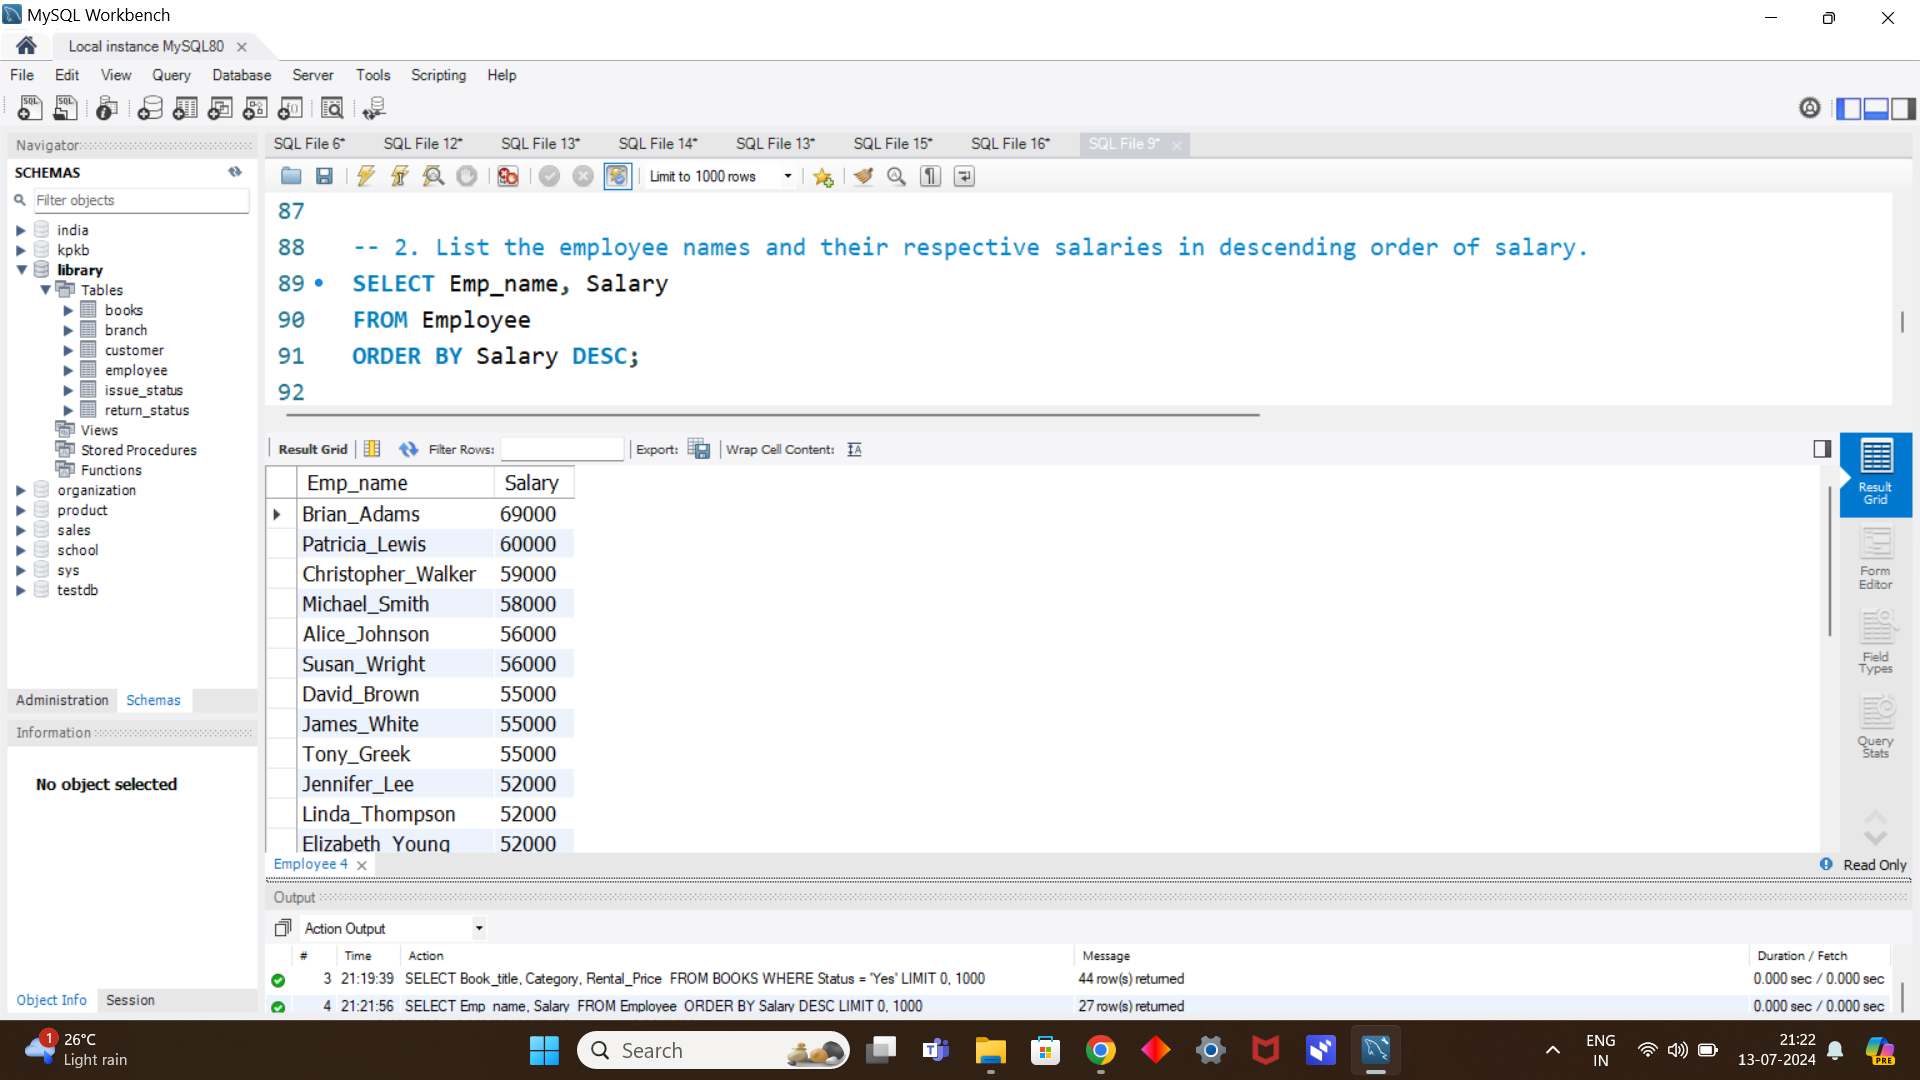 MySQL Workbench
Local instance MySQL80
File Edit View Query Database Server Tools Scripting Help
Navigator
SCHEMAS
Filter objects
india
kpkb
library
Tables
books
branch
customer
employee
issue_status
return_status
Views
Stored Procedures
Functions
organization
product
sales
school
sys
testdb
Administration Schemas
Information
No object selected
Object Info Session
SQL File 6* SQL File 12* SQL File 13* SQL File 14* SQL File 13* SQL File 15* SQL File 16* SQL File 9*
Limit to 1000 rows
87
88 -- 2. List the employee names and their respective salaries in descending order of salary.
89 SELECT Emp_name, Salary
90 FROM Employee
91 ORDER BY Salary DESC;
92
Result Grid Filter Rows: Export: Wrap Cell Content:
Emp_name Salary
Brian_Adams 69000
Patricia_Lewis 60000
Christopher_Walker 59000
Michael_Smith 58000
Alice_Johnson 56000
Susan_Wright 56000
David_Brown 55000
James_White 55000
Tony_Greek 55000
Jennifer_Lee 52000
Linda_Thompson 52000
Elizabeth_Young 52000
Result
Grid
Form
Editor
Field
Types
Query
Stats
Employee 4 Read Only
Output
Action Output
# Time Action Message Duration / Fetch
3 21:19:39 SELECT Book_title, Category, Rental_Price FROM BOOKS WHERE Status = 'Yes' LIMIT 0, 1000 44 row(s) returned 0.000 sec / 0.000 sec
4 21:21:56 SELECT Emp_name, Salary FROM Employee ORDER BY Salary DESC LIMIT 0, 1000 27 row(s) returned 0.000 sec / 0.000 sec
1
26°C
Light rain
Search
ENG
IN
21:22
13-07-2024
PRE